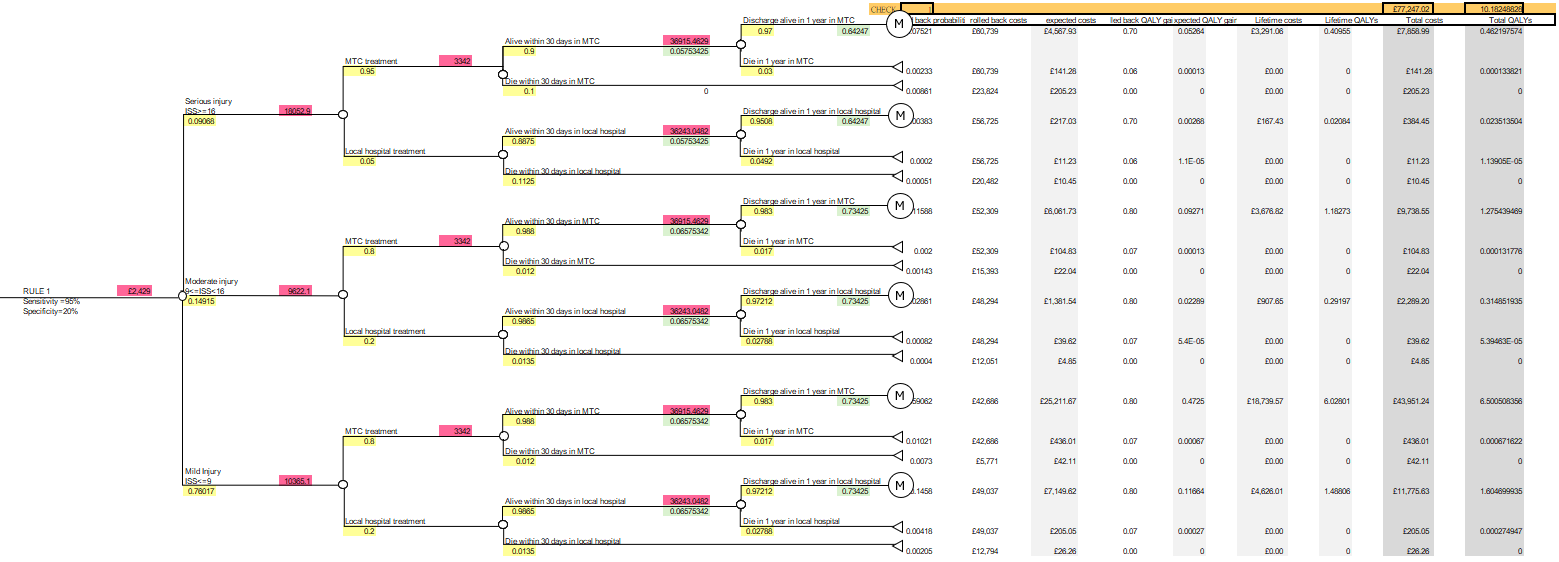 CHECK 1 £77,247.02 10.18248828
back probabiliti rolled back costs expected costs lled back QALY gai xpected QALY gair Lifetime costs Lifetime QALYs Total costs Total QALYs
Discharge alive in 1 year in MTC M
0.97 0.64247 07521 £60,739 £4,567.93 0.70 0.05264 £3,291.06 0.40955 £7,858.99 0.462197574
Alive within 30 days in MTC 36915.4629
0.9 0.05753425
MTC treatment 3342 Die in 1 year in MTC
0.95 0.03 0.00233 £60,739 £141.28 0.06 0.00013 £0.00 0 £141.28 0.000133821
Die within 30 days in MTC
0.1 0 0.00861 £23,824 £205.23 0.00 0 £0.00 0 £205.23 0
Serious injury
ISS>=16 18052.9 Discharge alive in 1 year in local hospital M
0.09068 0.9508 0.64247 00383 £56,725 £217.03 0.70 0.00268 £167.43 0.02084 £384.45 0.023513504
Alive within 30 days in local hospital 36243.0482
0.8875 0.05753425
Local hospital treatment Die in 1 year in local hospital
0.05 0.0492 0.0002 £56,725 £11.23 0.06 1.1E-05 £0.00 0 £11.23 1.13905E-05
Die within 30 days in local hospital
0.1125 0.00051 £20,482 £10.45 0.00 0 £0.00 0 £10.45 0
Discharge alive in 1 year in MTC M
0.983 0.73425 11588 £52,309 £6,061.73 0.80 0.09271 £3,676.82 1.18273 £9,738.55 1.275439469
Alive within 30 days in MTC 36915.4629
0.988 0.06575342
MTC treatment 3342 Die in 1 year in MTC
0.8 0.017 0.002 £52,309 £104.83 0.07 0.00013 £0.00 0 £104.83 0.000131776
Die within 30 days in MTC
0.012 0.00143 £15,393 £22.04 0.00 0 £0.00 0 £22.04 0
Moderate injury
RULE 1 £2,429 9<=ISS<16 9622.1 Discharge alive in 1 year in local hospital M
Sensitivity =95% 0.14915 0.97212 0.73425 02861 £48,294 £1,381.54 0.80 0.02289 £907.65 0.29197 £2,289.20 0.314851935
Specificity=20% Alive within 30 days in local hospital 36243.0482
0.9865 0.06575342
Local hospital treatment Die in 1 year in local hospital
0.2 0.02788 0.00082 £48,294 £39.62 0.07 5.4E-05 £0.00 0 £39.62 5.39463E-05
Die within 30 days in local hospital
0.0135 0.0004 £12,051 £4.85 0.00 0 £0.00 0 £4.85 0
Discharge alive in 1 year in MTC M
0.983 0.73425 59062 £42,686 £25,211.67 0.80 0.4725 £18,739.57 6.02801 £43,951.24 6.500508356
Alive within 30 days in MTC 36915.4629
0.988 0.06575342
MTC treatment 3342 Die in 1 year in MTC
0.8 0.017 0.01021 £42,686 £436.01 0.07 0.00067 £0.00 0 £436.01 0.000671622
Die within 30 days in MTC
0.012 0.0073 £5,771 £42.11 0.00 0 £0.00 0 £42.11 0
Mild Injury
ISS<=9 10365.1 Discharge alive in 1 year in local hospital M
0.76017 0.97212 0.73425 .1458 £49,037 £7,149.62 0.80 0.11664 £4,626.01 1.48806 £11,775.63 1.604699935
Alive within 30 days in local hospital 36243.0482
0.9865 0.06575342
Local hospital treatment Die in 1 year in local hospital
0.2 0.02788 0.00418 £49,037 £205.05 0.07 0.00027 £0.00 0 £205.05 0.000274947
Die within 30 days in local hospital
0.0135 0.00205 £12,794 £26.26 0.00 0 £0.00 0 £26.26 0